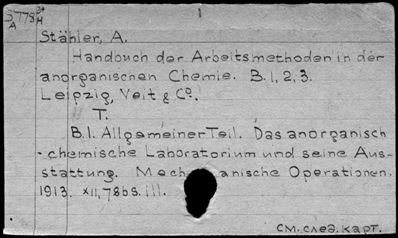 1
Stähler, A.
Handbuch der Arbeitsmethoden in der
anorganischen Chemie. B. 1, 2, 3.
Leipzig, Veit & Co.
T.
B. 1. Allgemeiner Teil. Das anorganisch
-chemische Laboratorium und seine Aus-
stattung. Mechanische Operationen.
1913. XII, 786 s. ill.
См. след. карт.